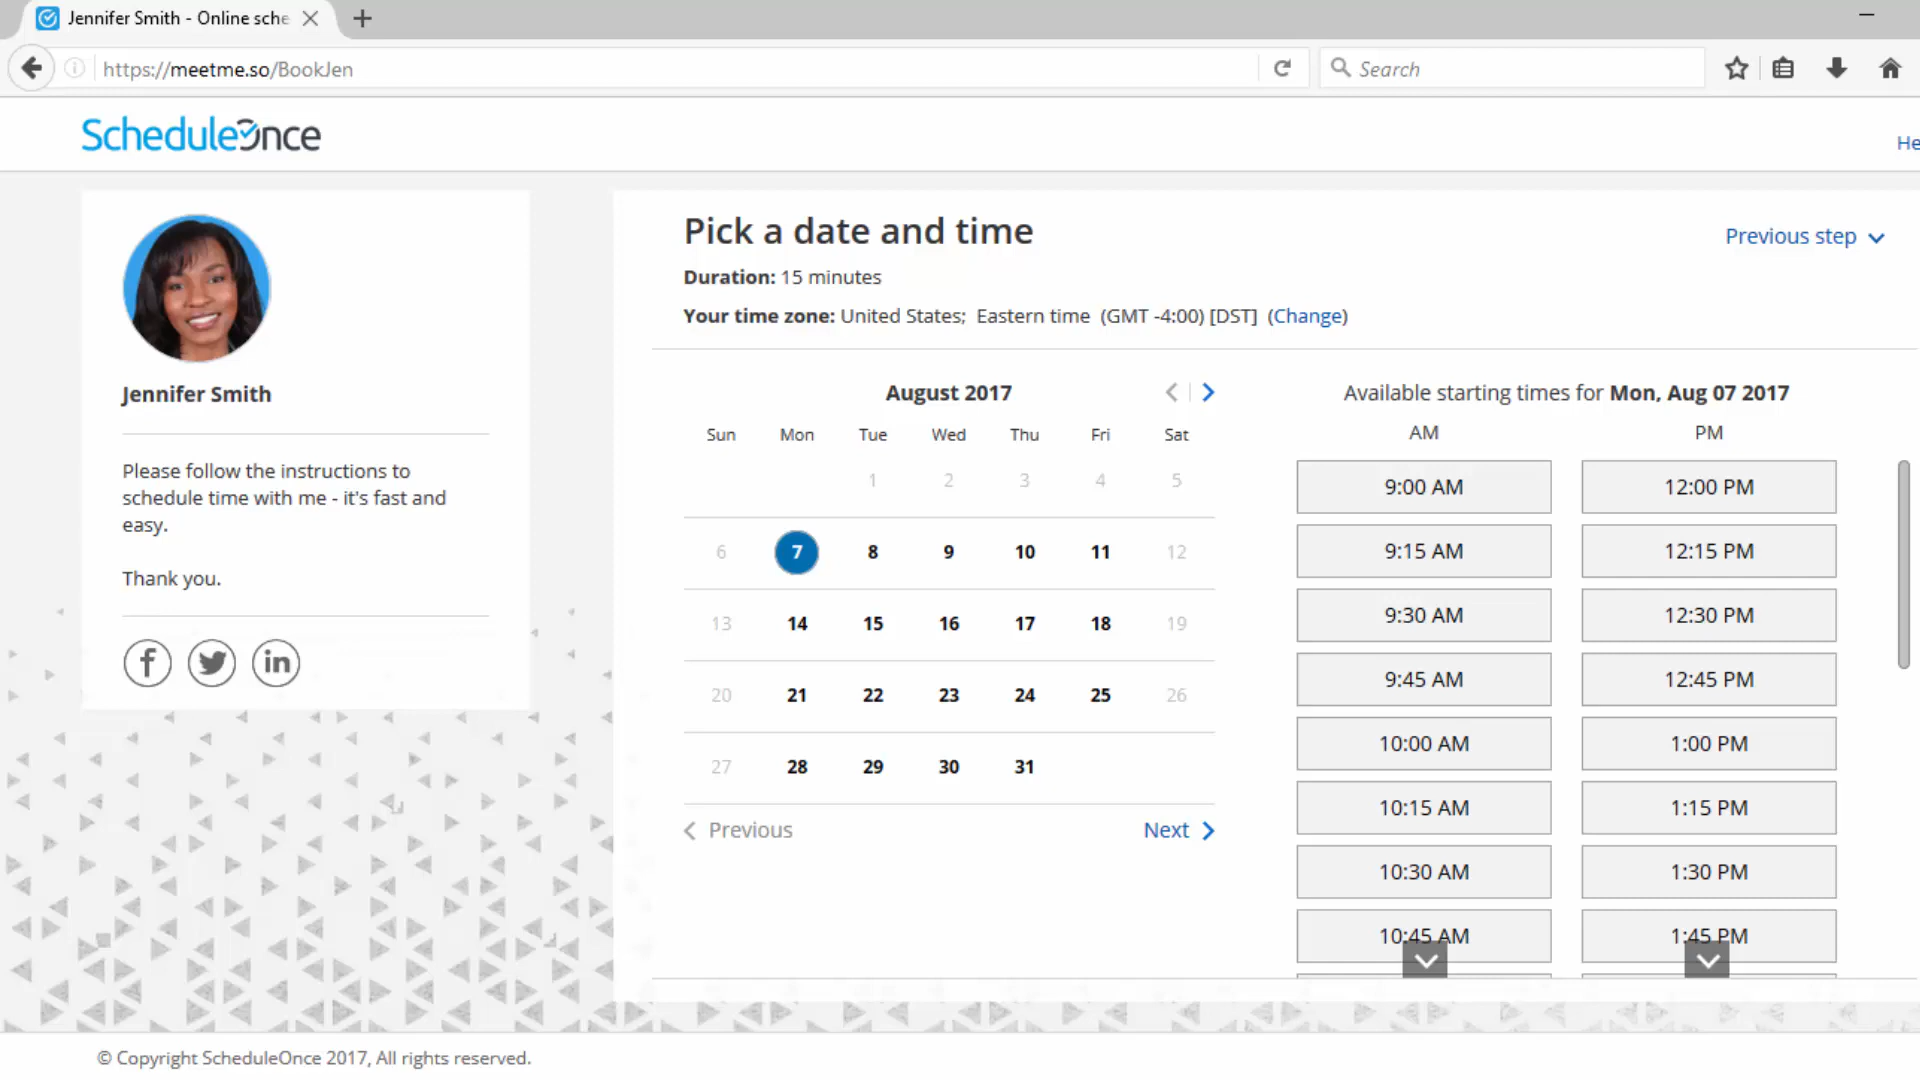 Jennifer Smith - Online sche
https://meetme.so/BookJen
Search
ScheduleOnce
He
Jennifer Smith
Please follow the instructions to
schedule time with me - it's fast and
easy.
Thank you.
f
in
Pick a date and time
Previous step
Duration: 15 minutes
Your time zone: United States; Eastern time (GMT -4:00) [DST] (Change)
August 2017
Sun Mon Tue Wed Thu Fri Sat
1 2 3 4 5
6 7 8 9 10 11 12
13 14 15 16 17 18 19
20 21 22 23 24 25 26
27 28 29 30 31
Previous
Next
Available starting times for Mon, Aug 07 2017
AM PM
9:00 AM 12:00 PM
9:15 AM 12:15 PM
9:30 AM 12:30 PM
9:45 AM 12:45 PM
10:00 AM 1:00 PM
10:15 AM 1:15 PM
10:30 AM 1:30 PM
10:45 AM 1:45 PM
© Copyright ScheduleOnce 2017, All rights reserved.